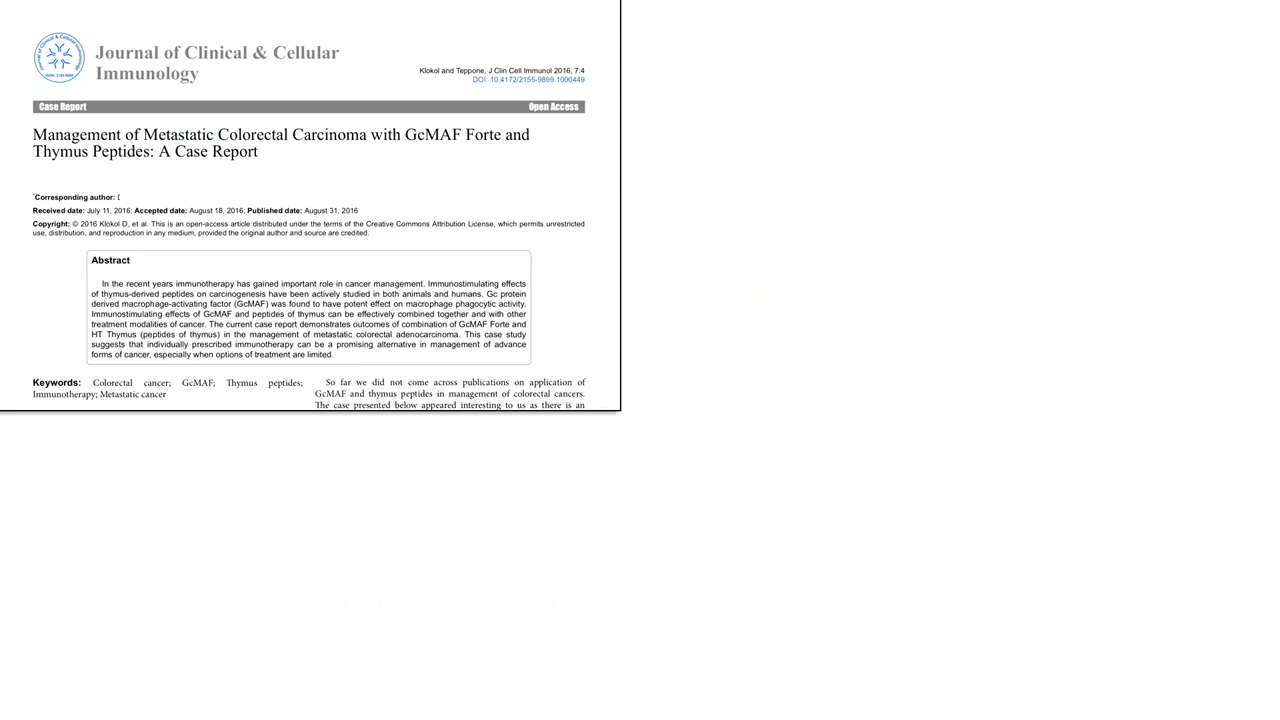 Journal of Clinical & Cellular
Immunology
Klokol and Teppone, J Clin Cell Immunol 2016, 7:4
DOI: 10.4172/2155-9899.1000449
Case Report
Open Access
Management of Metastatic Colorectal Carcinoma with GcMAF Forte and
Thymus Peptides: A Case Report
*Corresponding author:
Received date: July 11, 2016; Accepted date: August 18, 2016; Published date: August 31, 2016
Copyright: © 2016 Klokol D, et al. This is an open-access article distributed under the terms of the Creative Commons Attribution License, which permits unrestricted
use, distribution, and reproduction in any medium, provided the original author and source are credited.
Abstract
In the recent years immunotherapy has gained important role in cancer management. Immunostimulating effects
of thymus-derived peptides on carcinogenesis have been actively studied in both animals and humans. Gc protein
derived macrophage-activating factor (GcMAF) was found to have potent effect on macrophage phagocytic activity.
Immunostimulating effects of GcMAF and peptides of thymus can be effectively combined together and with other
treatment modalities of cancer. The current case report demonstrates outcomes of combination of GcMAF Forte and
HT Thymus (peptides of thymus) in the management of metastatic colorectal adenocarcinoma. This case study
suggests that individually prescribed immunotherapy can be a promising alternative in management of advance
forms of cancer, especially when options of treatment are limited.
Keywords: Colorectal cancer; GcMAF; Thymus peptides;
Immunotherapy; Metastatic cancer
So far we did not come across publications on application of
GcMAF and thymus peptides in management of colorectal cancers.
The case presented below appeared interesting to us as there is an